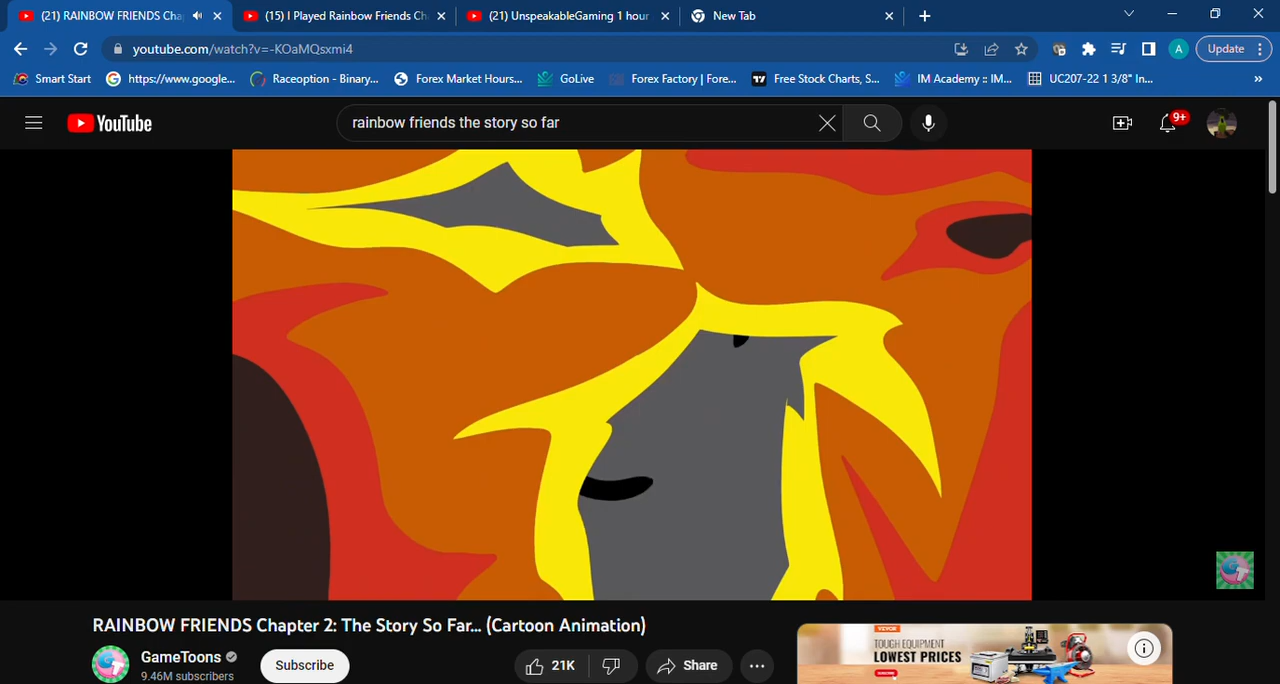 (21) RAINBOW FRIENDS Cha
(15) I Played Rainbow Friends Ch
(21) UnspeakableGaming 1 hour
New Tab
youtube.com/watch?v=-KOaMQsxmi4
A
Update
Smart Start
https://www.google...
Raceoption - Binary...
Forex Market Hours...
GoLive
Forex Factory | Fore...
Free Stock Charts, S...
IM Academy :: IM...
UC207-22 1 3/8" In...
YouTube
rainbow friends the story so far
9+
GT
RAINBOW FRIENDS Chapter 2: The Story So Far... (Cartoon Animation)
GameToons
9.46M subscribers
Subscribe
21K
Share
VEVOR
TOUGH EQUIPMENT
LOWEST PRICES